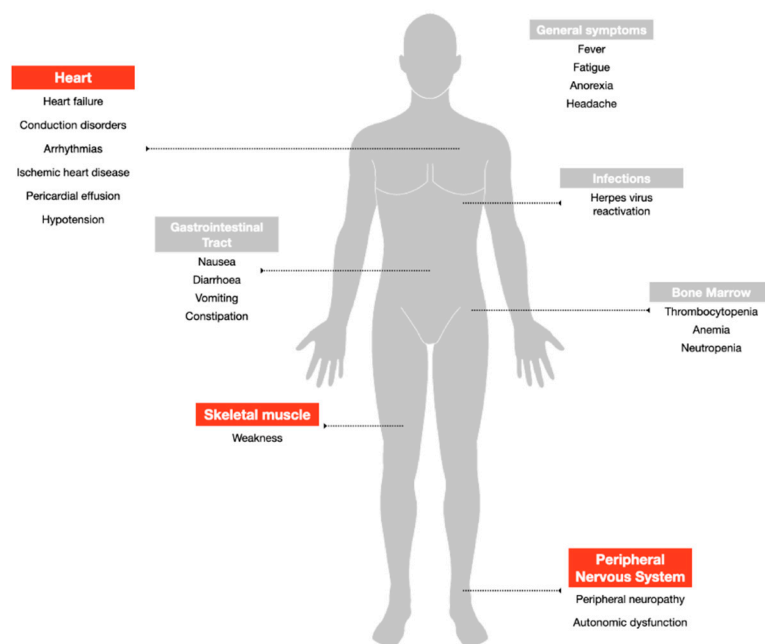 General symptoms
Fever
Fatigue
Anorexia
Headache
Heart
Heart failure
Conduction disorders
Arrhythmias
Ischemic heart disease
Pericardial effusion
Hypotension
Infections
Herpes virus
reactivation
Gastrointestinal
Tract
Nausea
Diarrhoea
Vomiting
Constipation
Bone Marrow
Thrombocytopenia
Anemia
Neutropenia
Skeletal muscle
Weakness
Peripheral
Nervous System
Peripheral neuropathy
Autonomic dysfunction